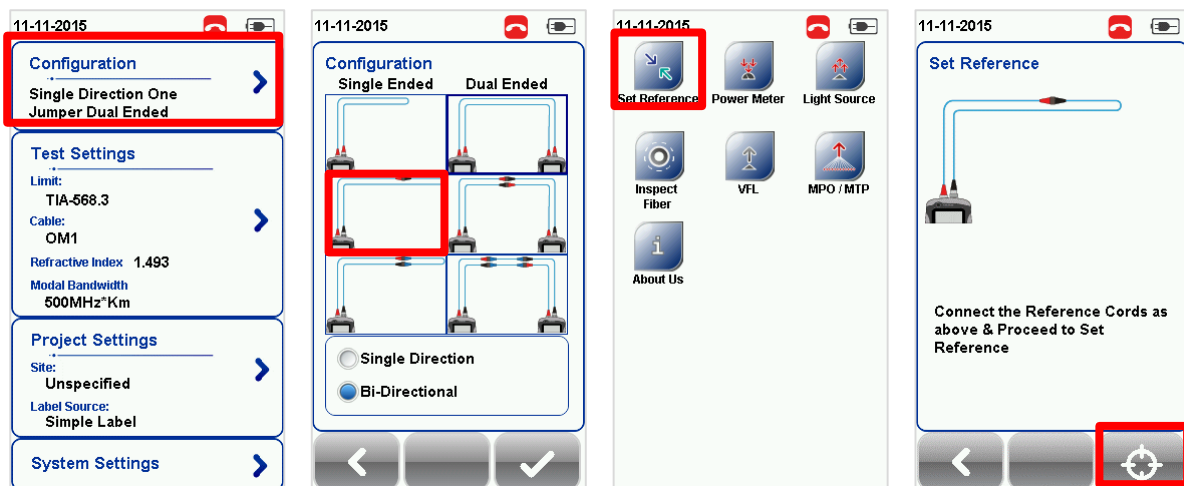 11-11-2015
Configuration
Single Direction One
Jumper Dual Ended
Test Settings
Limit:
TIA-568.3
Cable:
OM1
Refractive Index 1.493
Modal Bandwidth
500MHz*Km
Project Settings
Site:
Unspecified
Label Source:
Simple Label
System Settings
11-11-2015
Configuration
Single Ended Dual Ended
Single Direction
Bi-Directional
11-11-2015
Set Reference Power Meter Light Source
Inspect
Fiber
VFL
MPO / MTP
i
About Us
11-11-2015
Set Reference
Connect the Reference Cords as
above & Proceed to Set
Reference